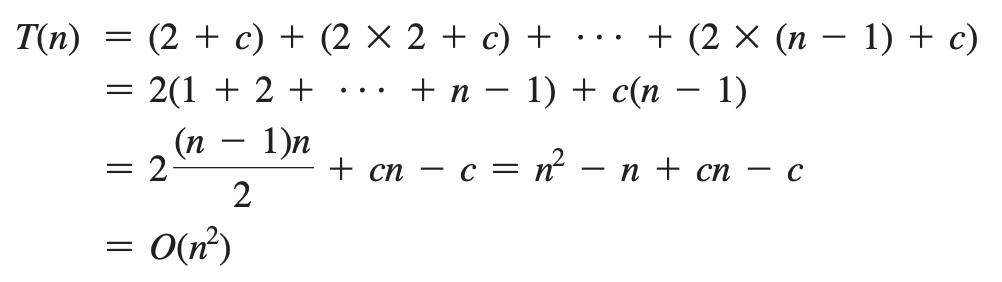 T(n) = (2 + c) + (2 × 2 + c) + ··· + (2 × (n − 1) + c)
= 2(1 + 2 + ··· + n − 1) + c(n − 1)
= 2 (n − 1)n / 2 + cn − c = n² − n + cn − c
= O(n²)